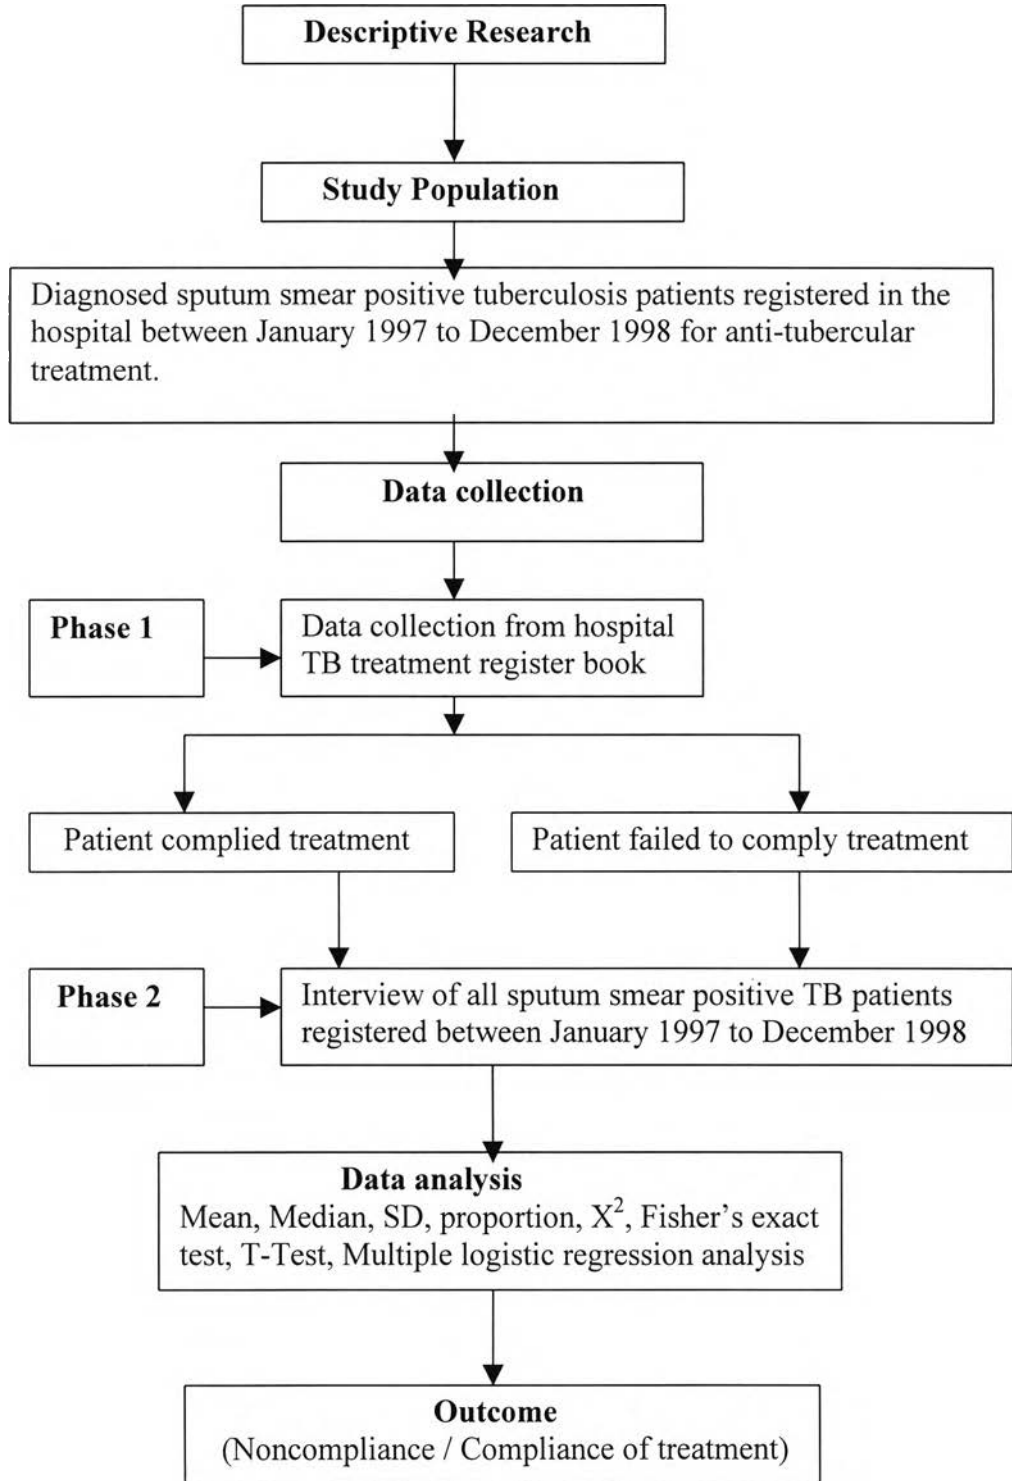 Descriptive Research
Study Population
Diagnosed sputum smear positive tuberculosis patients registered in the
hospital between January 1997 to December 1998 for anti-tubercular
treatment.
Data collection
Phase 1
Data collection from hospital
TB treatment register book
Patient complied treatment
Patient failed to comply treatment
Phase 2
Interview of all sputum smear positive TB patients
registered between January 1997 to December 1998
Data analysis
Mean, Median, SD, proportion, X², Fisher's exact
test, T-Test, Multiple logistic regression analysis
Outcome
(Noncompliance / Compliance of treatment)